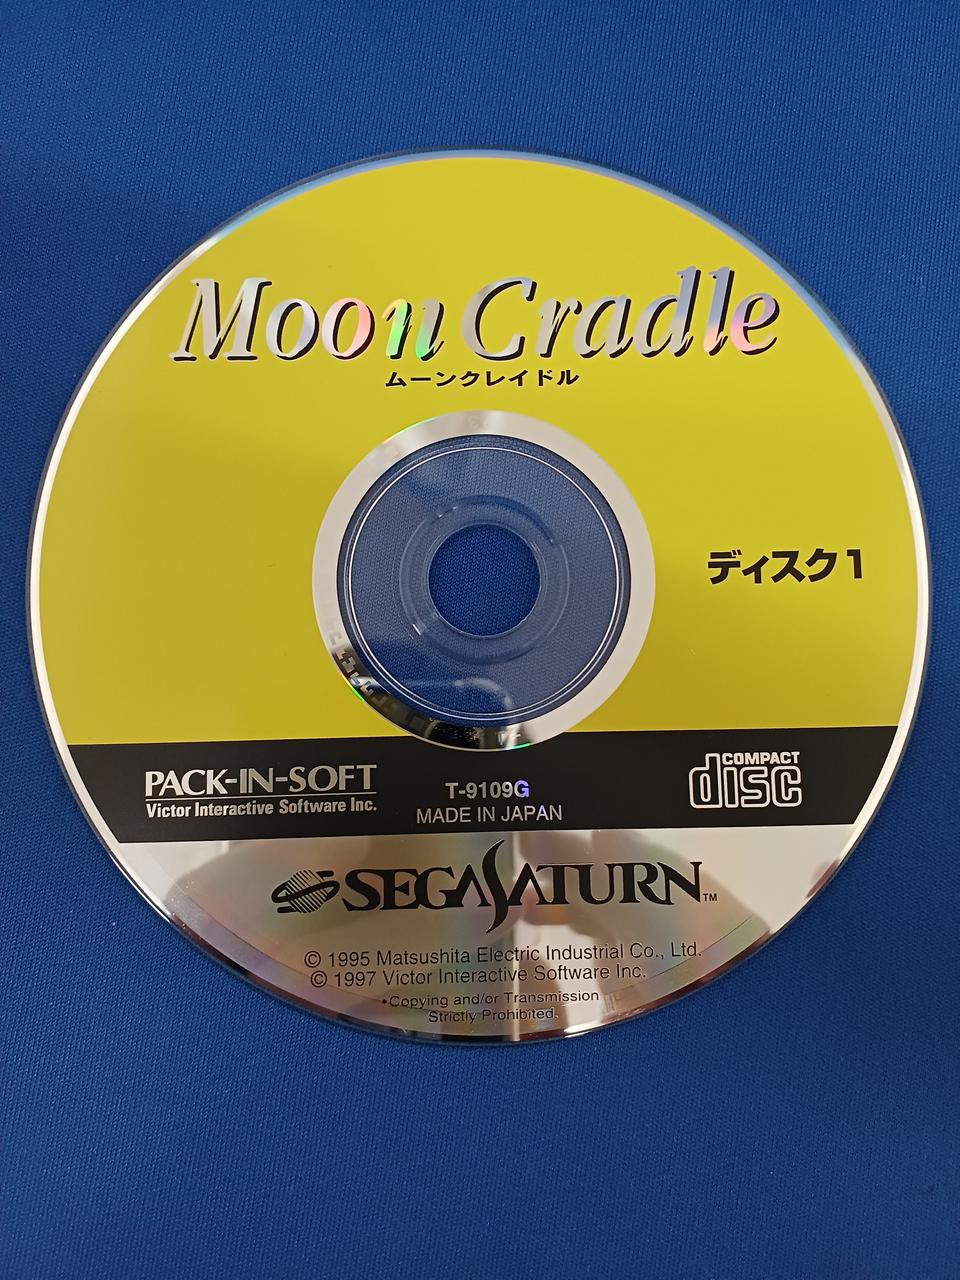 Moon Cradle
ムーンクレイドル
ディスク1
PACK-IN-SOFT
Victor Interactive Software Inc.
T-9109G
MADE IN JAPAN
COMPACT
disc
SEGA SATURN™
© 1995 Matsushita Electric Industrial Co., Ltd.
© 1997 Victor Interactive Software Inc.
•Copying and/or Transmission
Strictly Prohibited.